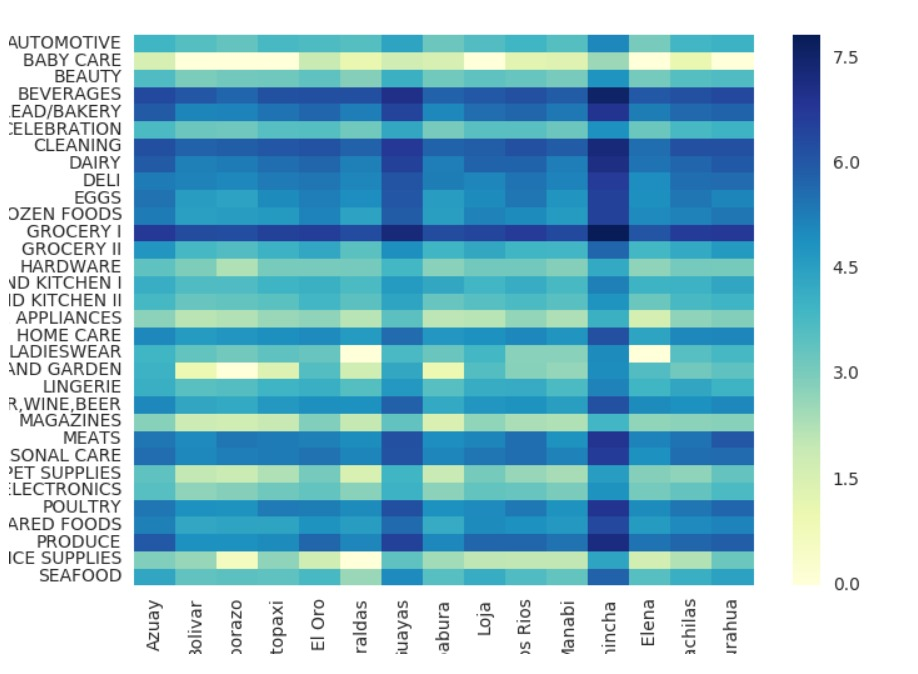 AUTOMOTIVE
BABY CARE
BEAUTY
BEVERAGES
EAD/BAKERY
CELEBRATION
CLEANING
DAIRY
DELI
EGGS
OZEN FOODS
GROCERY I
GROCERY II
HARDWARE
ND KITCHEN I
ID KITCHEN II
APPLIANCES
HOME CARE
LADIESWEAR
AND GARDEN
LINGERIE
R,WINE,BEER
MAGAZINES
MEATS
SONAL CARE
PET SUPPLIES
ELECTRONICS
POULTRY
ARED FOODS
PRODUCE
ICE SUPPLIES
SEAFOOD
Azuay
Bolivar
borazo
topaxi
El Oro
raldas
Guayas
abura
Loja
os Rios
Manabi
hincha
Elena
achilas
urahua
7.5
6.0
4.5
3.0
1.5
0.0